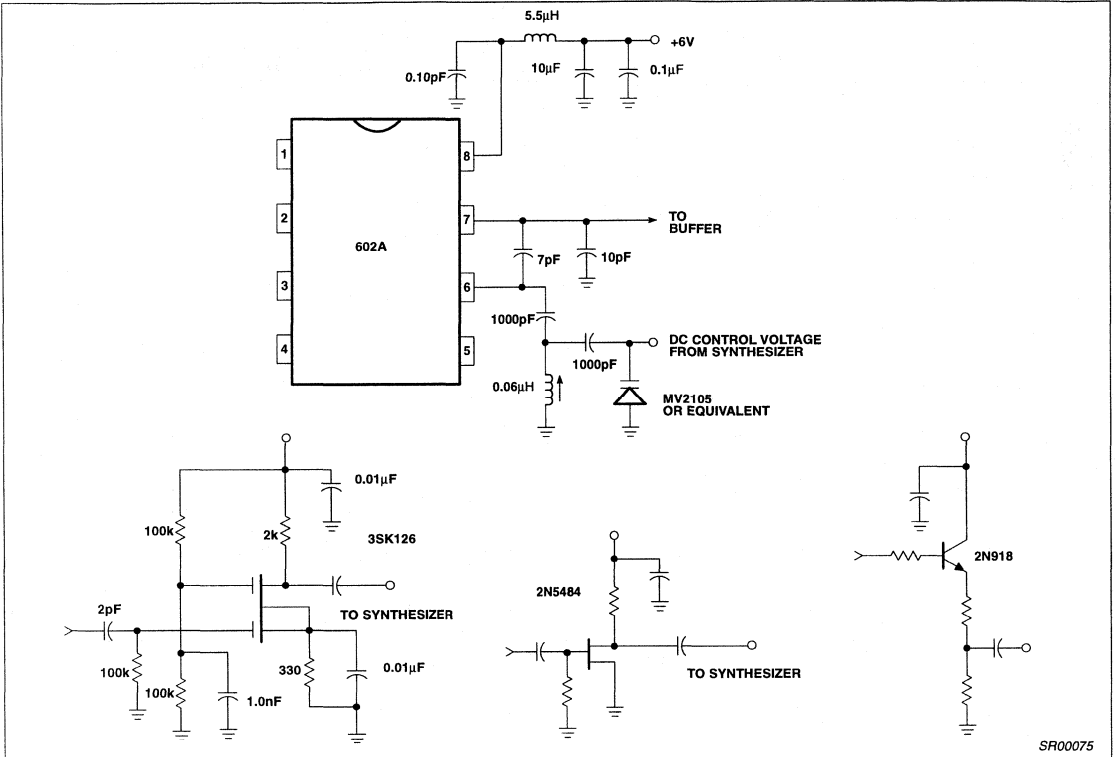 5.5μH
+6V
0.10pF
10μF
0.1μF
1
8
2
7
TO
BUFFER
602A
7pF
10pF
3
6
1000pF
DC CONTROL VOLTAGE
FROM SYNTHESIZER
4
5
1000pF
0.06μH
MV2105
OR EQUIVALENT
0.01μF
100k
2k
3SK126
2N918
2N5484
2pF
TO SYNTHESIZER
100k
100k
330
0.01μF
TO SYNTHESIZER
1.0nF
SR00075